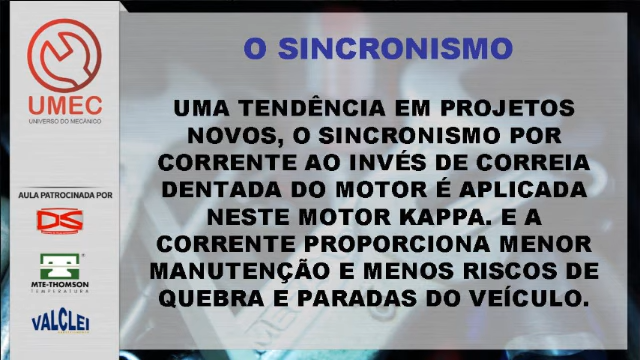 UMEC
UNIVERSO DO MECÂNICO
AULA PATROCINADA POR
DS
MTE-THOMSON
TEMPERATURA
VALCLEI
O SINCRONISMO
UMA TENDÊNCIA EM PROJETOS
NOVOS, O SINCRONISMO POR
CORRENTE AO INVÉS DE CORREIA
DENTADA DO MOTOR É APLICADA
NESTE MOTOR KAPPA. E A
CORRENTE PROPORCIONA MENOR
MANUTENÇÃO E MENOS RISCOS DE
QUEBRA E PARADAS DO VEÍCULO.